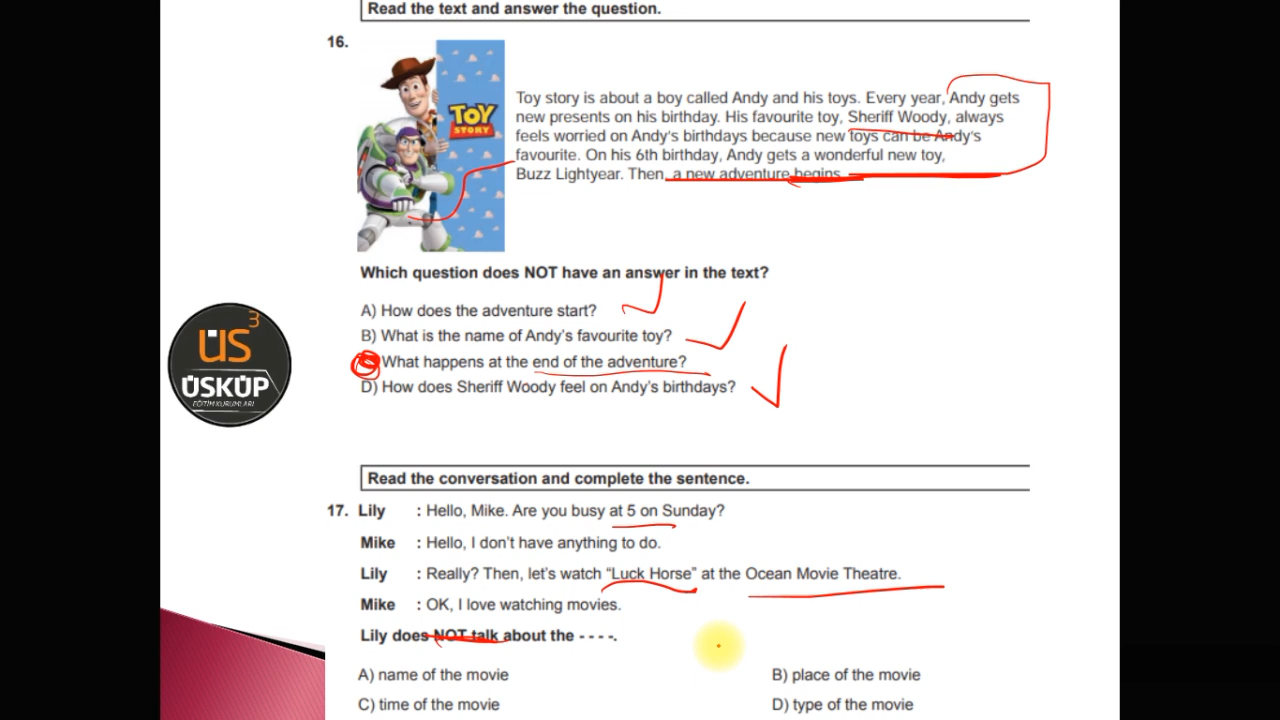 Read the text and answer the question.
16.
TOY
STORY
Toy story is about a boy called Andy and his toys. Every year, Andy gets
new presents on his birthday. His favourite toy, Sheriff Woody, always
feels worried on Andy's birthdays because new toys can be Andy's
favourite. On his 6th birthday, Andy gets a wonderful new toy,
Buzz Lightyear. Then, a new adventure begins.
Which question does NOT have an answer in the text?
A) How does the adventure start?
B) What is the name of Andy's favourite toy?
What happens at the end of the adventure?
D) How does Sheriff Woody feel on Andy's birthdays?
üs3
ÜSKÜP
EĞİTİM KURUMLARI
Read the conversation and complete the sentence.
17. Lily : Hello, Mike. Are you busy at 5 on Sunday?
Mike : Hello, I don't have anything to do.
Lily : Really? Then, let's watch “Luck Horse” at the Ocean Movie Theatre.
Mike : OK, I love watching movies.
Lily does NOT talk about the - - - -.
A) name of the movie B) place of the movie
C) time of the movie D) type of the movie